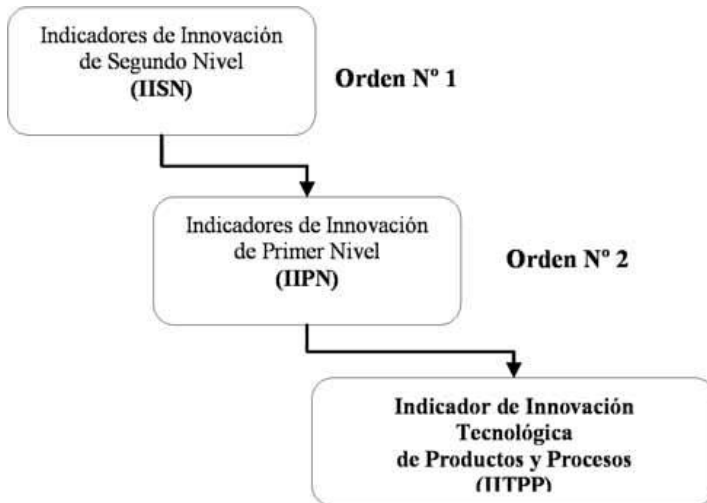 Indicadores de Innovación
de Segundo Nivel
(IISN)
Orden Nº 1
Indicadores de Innovación
de Primer Nivel
(IIPN)
Orden Nº 2
Indicador de Innovación
Tecnológica
de Productos y Procesos
(IITPP)